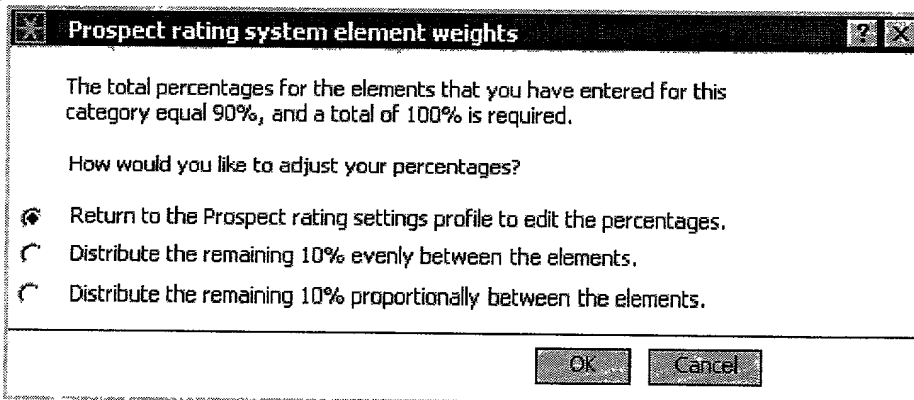 Prospect rating system element weights
The total percentages for the elements that you have entered for this
category equal 90%, and a total of 100% is required.
How would you like to adjust your percentages?
Return to the Prospect rating settings profile to edit the percentages.
Distribute the remaining 10% evenly between the elements.
Distribute the remaining 10% proportionally between the elements.
OK Cancel